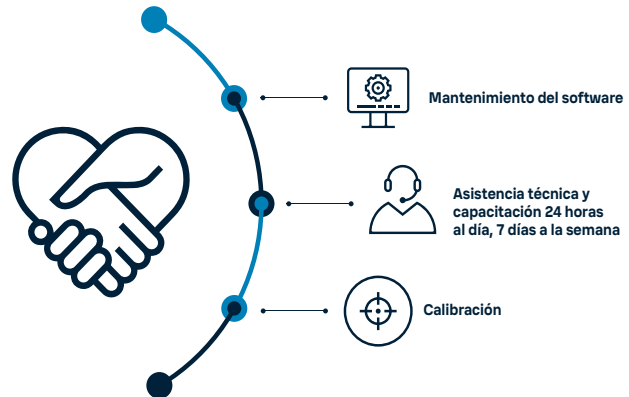 Mantenimiento del software
Asistencia técnica y
capacitación 24 horas
al día, 7 días a la semana
Calibración